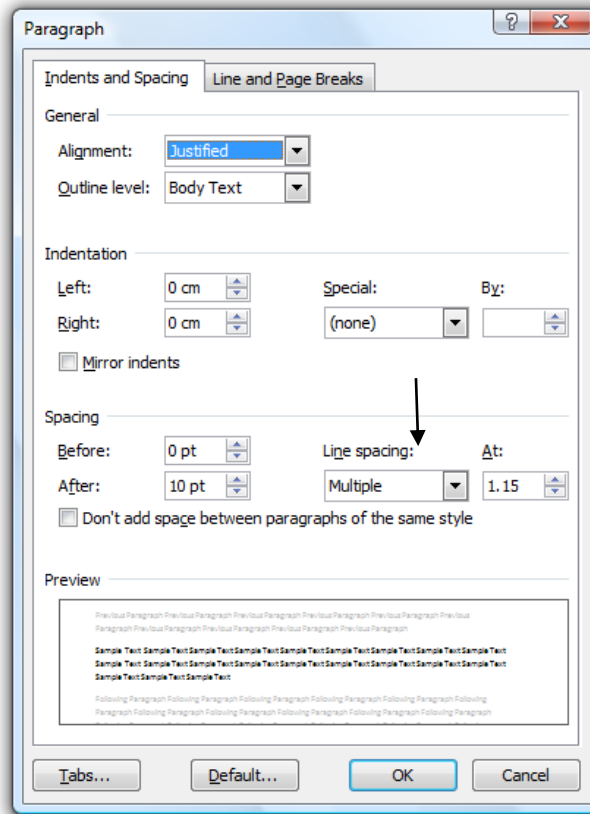 Paragraph
Indents and Spacing Line and Page Breaks
General
Alignment: Justified
Outline level: Body Text
Indentation
Left: 0 cm Special: By:
Right: 0 cm (none)
Mirror indents
Spacing
Before: 0 pt Line spacing: At:
After: 10 pt Multiple 1.15
Don't add space between paragraphs of the same style
Preview
Previous Paragraph Previous Paragraph Previous Paragraph Previous Paragraph Previous Paragraph Previous
Paragraph Previous Paragraph Previous Paragraph Previous Paragraph Previous Paragraph
Sample Text Sample Text Sample Text Sample Text Sample Text Sample Text Sample Text Sample Text Sample Text
Sample Text Sample Text Sample Text Sample Text Sample Text Sample Text Sample Text Sample Text Sample Text
Sample Text Sample Text Sample Text
Following Paragraph Following Paragraph Following Paragraph Following Paragraph Following Paragraph Following
Paragraph Following Paragraph Following Paragraph Following Paragraph Following Paragraph Following Paragraph
Tabs... Default... OK Cancel